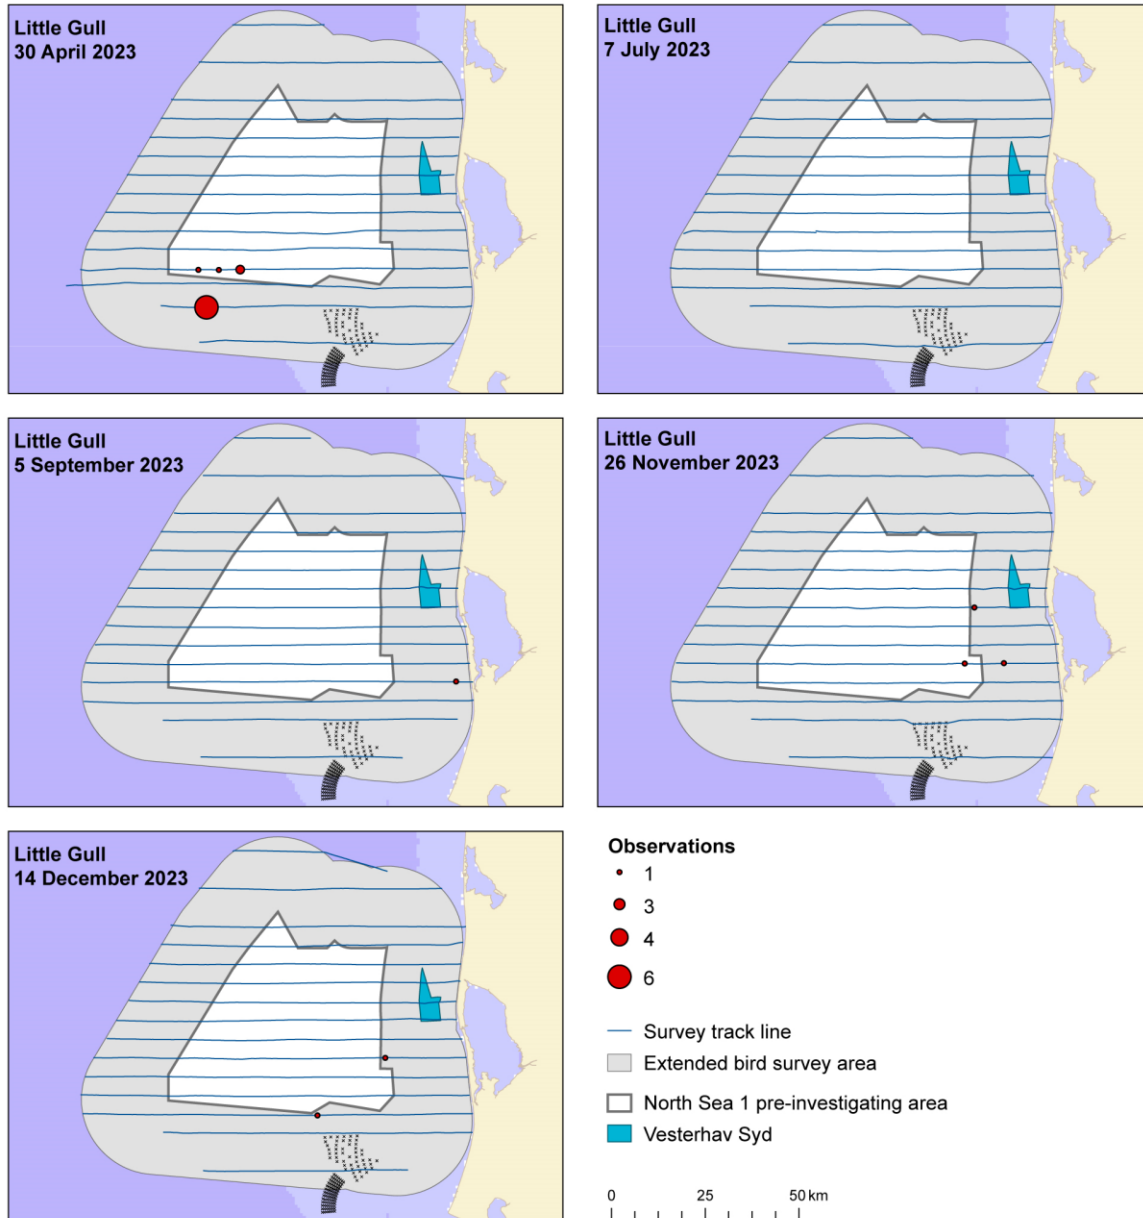 Little Gull
30 April 2023
Little Gull
7 July 2023
Little Gull
5 September 2023
Little Gull
26 November 2023
Little Gull
14 December 2023
Observations
1
3
4
6
Survey track line
Extended bird survey area
North Sea 1 pre-investigating area
Vesterhav Syd
0 25 50 km